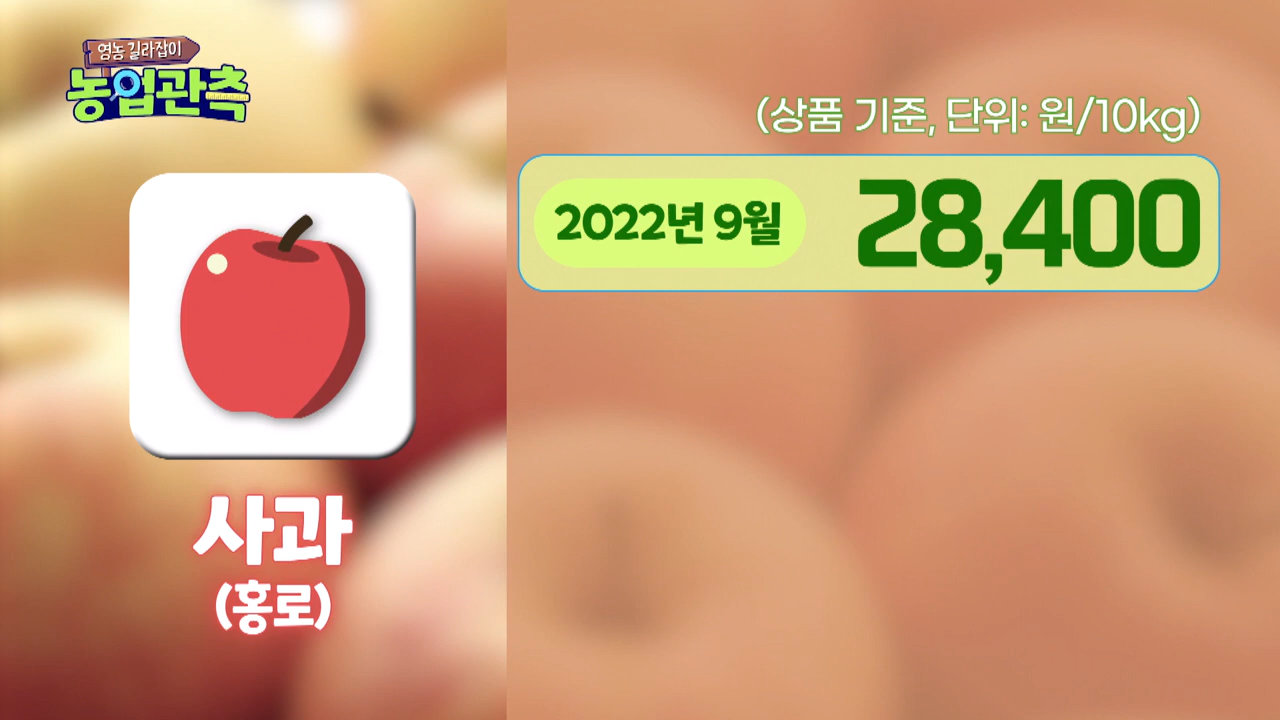 영농 길라잡이
농업관측
(상품 기준, 단위: 원/10kg)
2022년 9월 28,400
사과
(홍로)